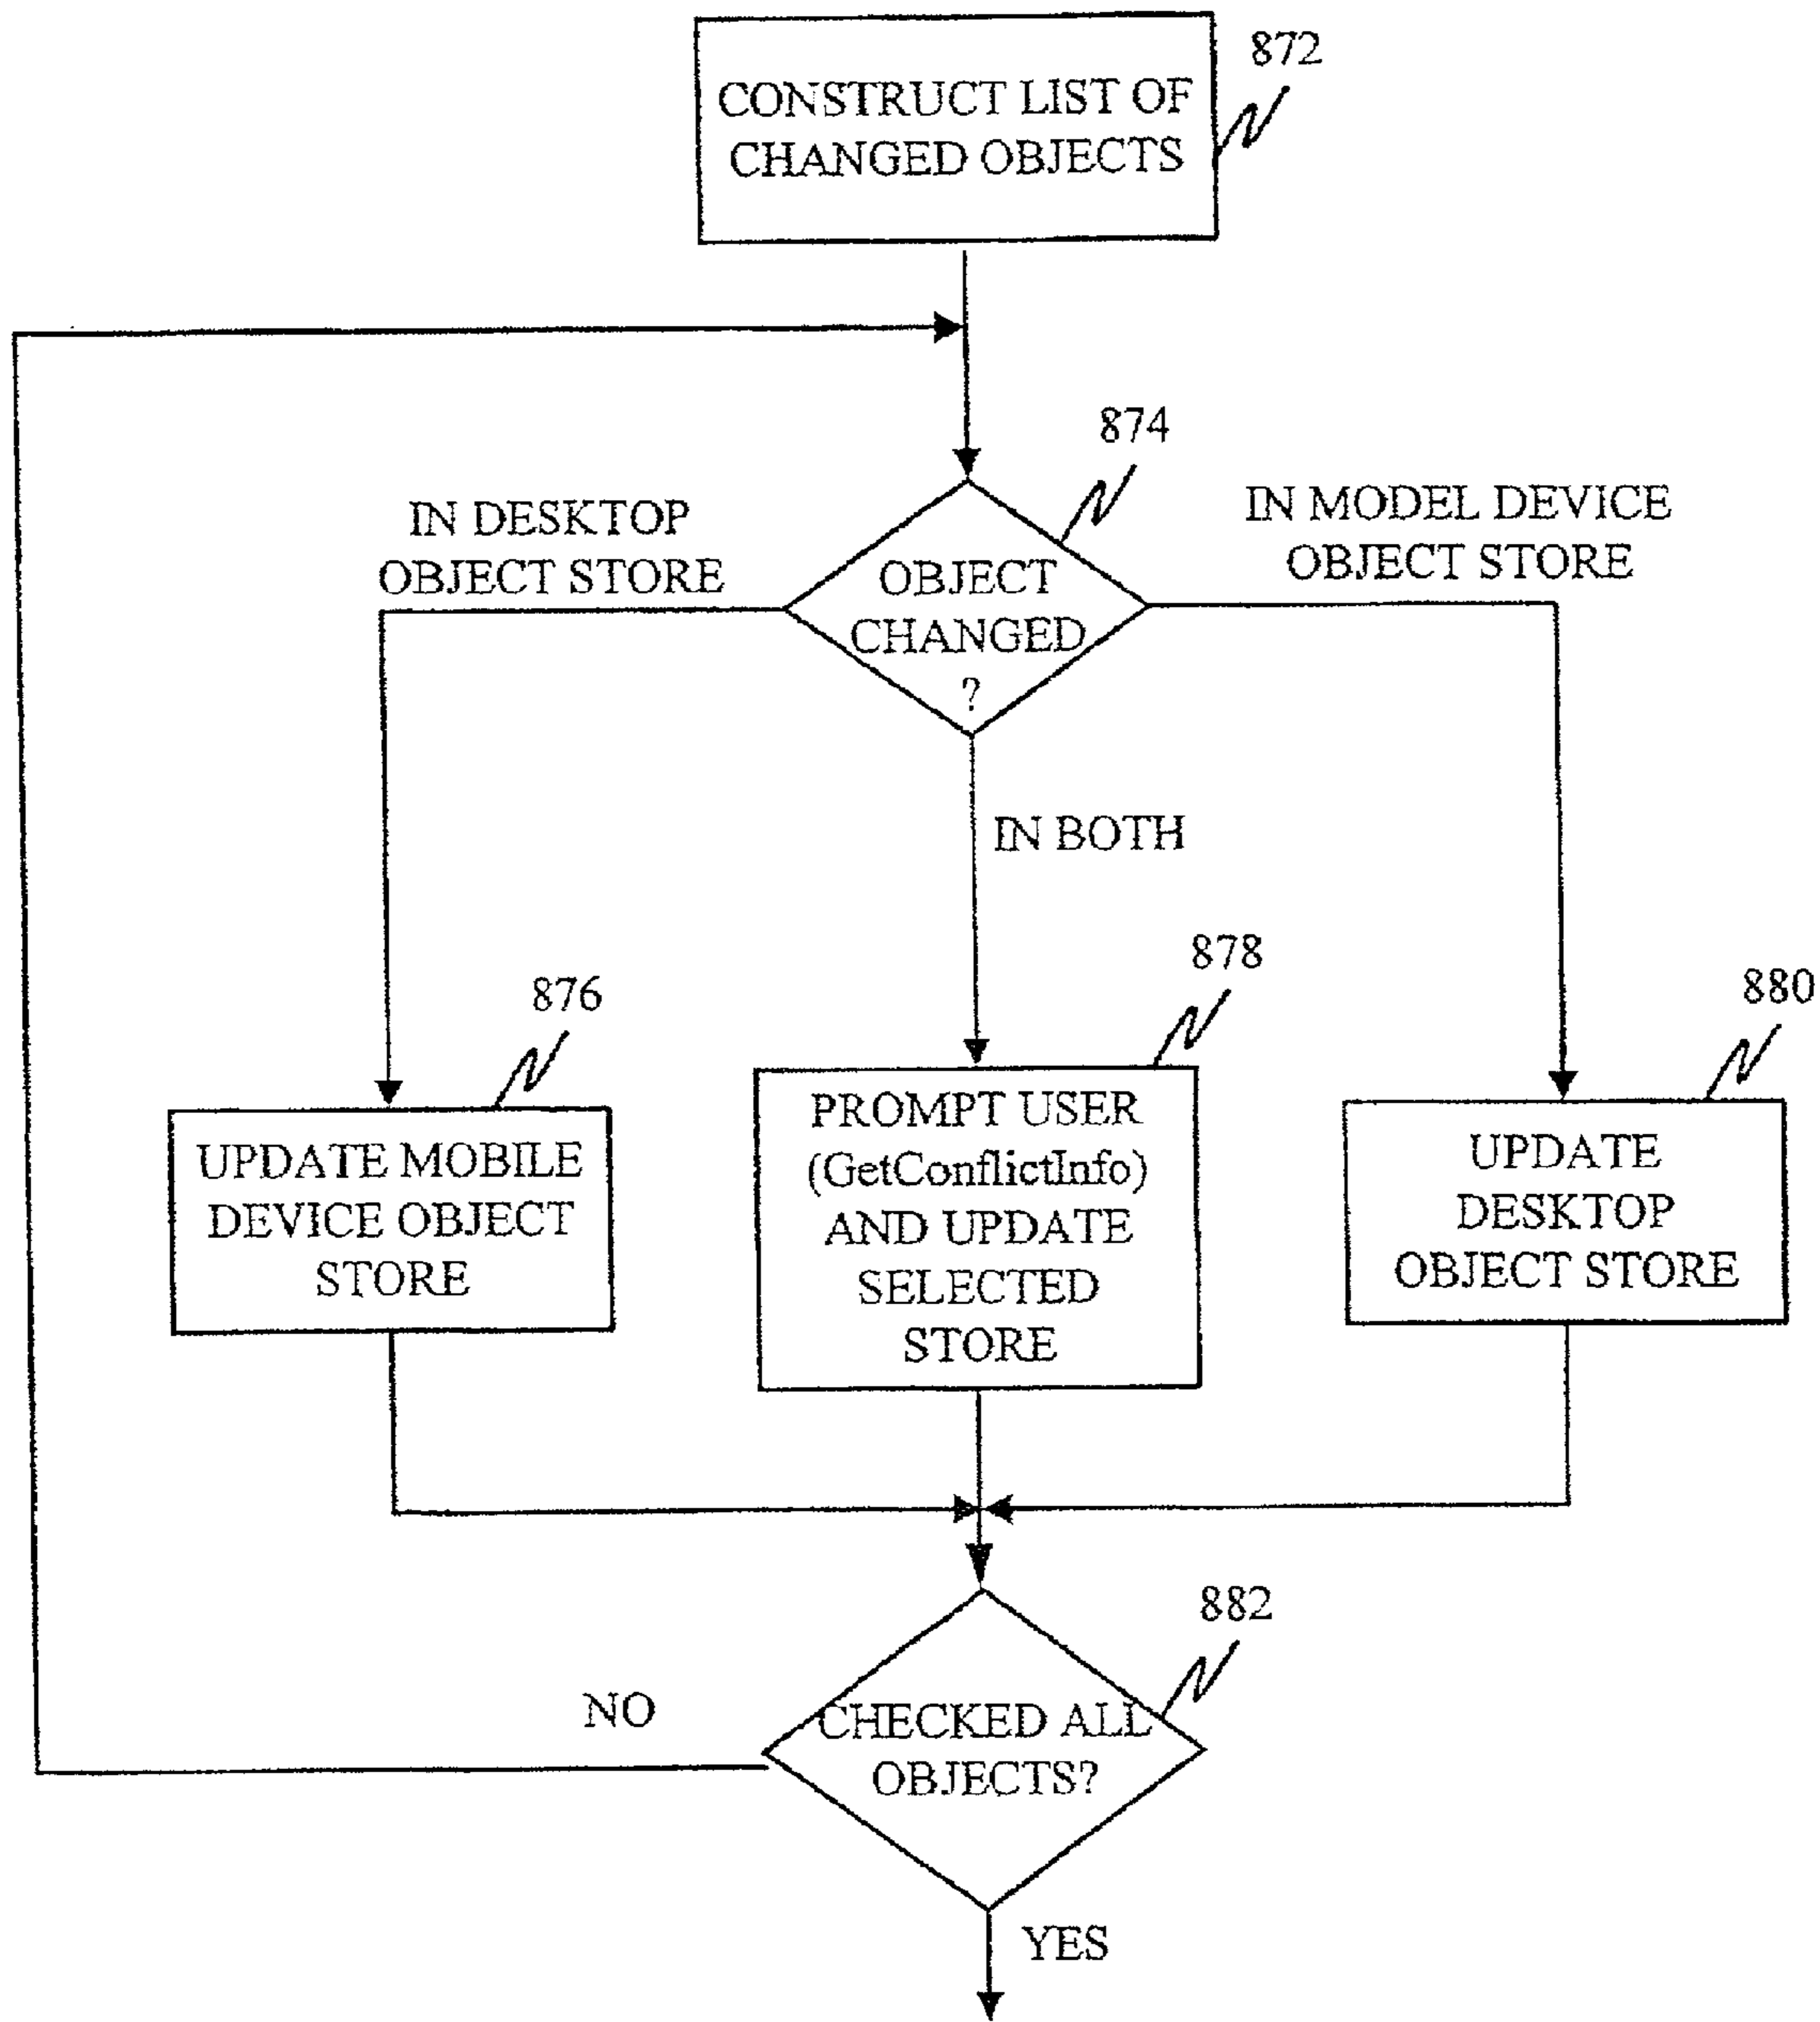 872
CONSTRUCT LIST OF
CHANGED OBJECTS
874
IN DESKTOP
OBJECT STORE
IN MODEL DEVICE
OBJECT STORE
OBJECT
CHANGED
?
IN BOTH
876
878
880
UPDATE MOBILE
DEVICE OBJECT
STORE
PROMPT USER
(GetConflictInfo)
AND UPDATE
SELECTED
STORE
UPDATE
DESKTOP
OBJECT STORE
882
NO
CHECKED ALL
OBJECTS?
YES